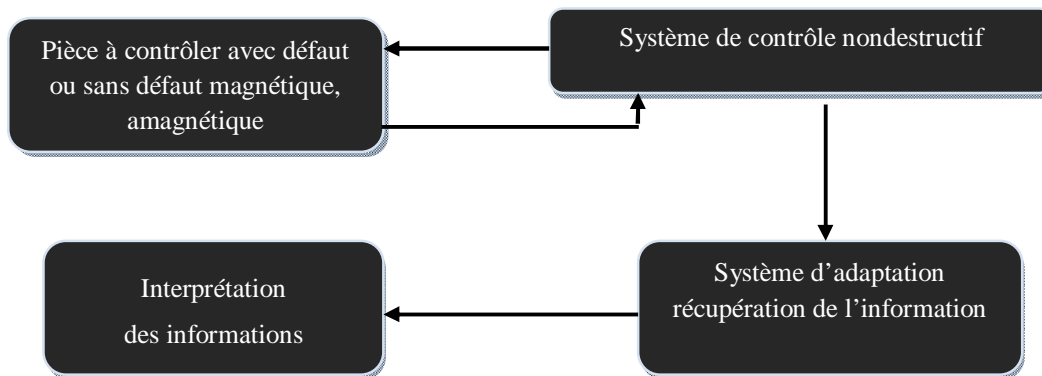 Pièce à contrôler avec défaut
ou sans défaut magnétique,
amagnétique
Système de contrôle nondestructif
Interprétation
des informations
Système d’adaptation
récupération de l’information